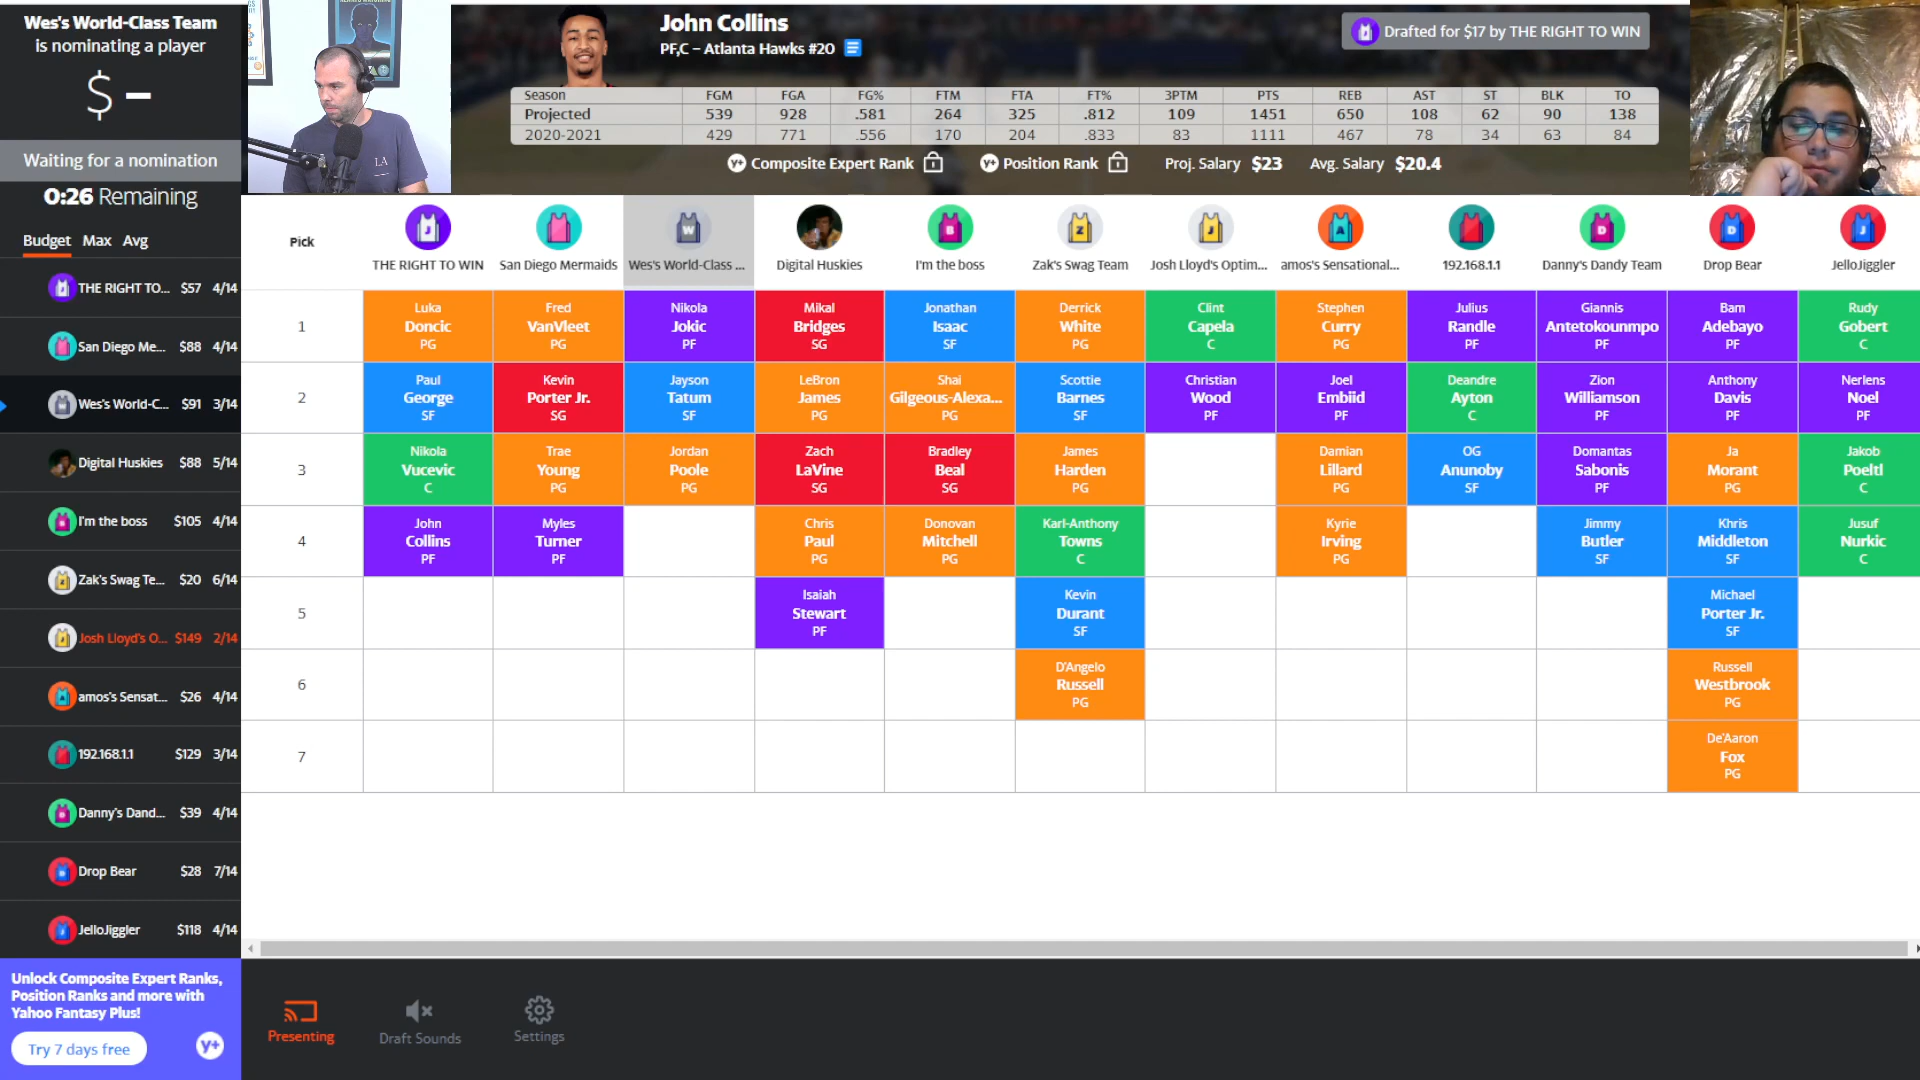 Wes's World-Class Team
is nominating a player
$ –
Waiting for a nomination
0:26 Remaining
Budget Max Avg
THE RIGHT TO... $57 4/14
San Diego Me... $88 4/14
Wes's World-C... $91 3/14
Digital Huskies $88 5/14
I'm the boss $105 4/14
Zak's Swag Te... $20 6/14
Josh Lloyd's O... $149 2/14
amos's Sensat... $26 4/14
192.168.1.1 $129 3/14
Danny's Dand... $39 4/14
Drop Bear $28 7/14
JelloJiggler $118 4/14
Unlock Composite Expert Ranks,
Position Ranks and more with
Yahoo Fantasy Plus!
Try 7 days free y+
LA
John Collins
PF,C – Atlanta Hawks #20
Drafted for $17 by THE RIGHT TO WIN
Season FGM FGA FG% FTM FTA FT% 3PTM PTS REB AST ST BLK TO
Projected 539 928 .581 264 325 .812 109 1451 650 108 62 90 138
2020-2021 429 771 .556 170 204 .833 83 1111 467 78 34 63 84
y+ Composite Expert Rank y+ Position Rank Proj. Salary $23 Avg. Salary $20.4
J W B Z J A D D J
Pick THE RIGHT TO WIN San Diego Mermaids Wes's World-Class ... Digital Huskies I'm the boss Zak's Swag Team Josh Lloyd's Optim... amos's Sensational... 192.168.1.1 Danny's Dandy Team Drop Bear JelloJiggler
1
Luka Fred Nikola Mikal Jonathan Derrick Clint Stephen Julius Giannis Bam Rudy
Doncic VanVleet Jokic Bridges Isaac White Capela Curry Randle Antetokounmpo Adebayo Gobert
PG PG PF SG SF PG C PG PF PF PF C
2
Paul Kevin Jayson LeBron Shai Scottie Christian Joel Deandre Zion Anthony Nerlens
George Porter Jr. Tatum James Gilgeous-Alexa... Barnes Wood Embiid Ayton Williamson Davis Noel
SF SG SF PG PG SF PF PF C PF PF PF
3
Nikola Trae Jordan Zach Bradley James Damian OG Domantas Ja Jakob
Vucevic Young Poole LaVine Beal Harden Lillard Anunoby Sabonis Morant Poeltl
C PG PG SG SG PG PG SF PF PG C
4
John Myles Chris Donovan Karl-Anthony Kyrie Jimmy Khris Jusuf
Collins Turner Paul Mitchell Towns Irving Butler Middleton Nurkic
PF PF PG PG C PG SF SF C
5
Isaiah Kevin Michael
Stewart Durant Porter Jr.
PF SF SF
6
D'Angelo Russell
Russell Westbrook
PG PG
7
De'Aaron
Fox
PG
Presenting Draft Sounds Settings